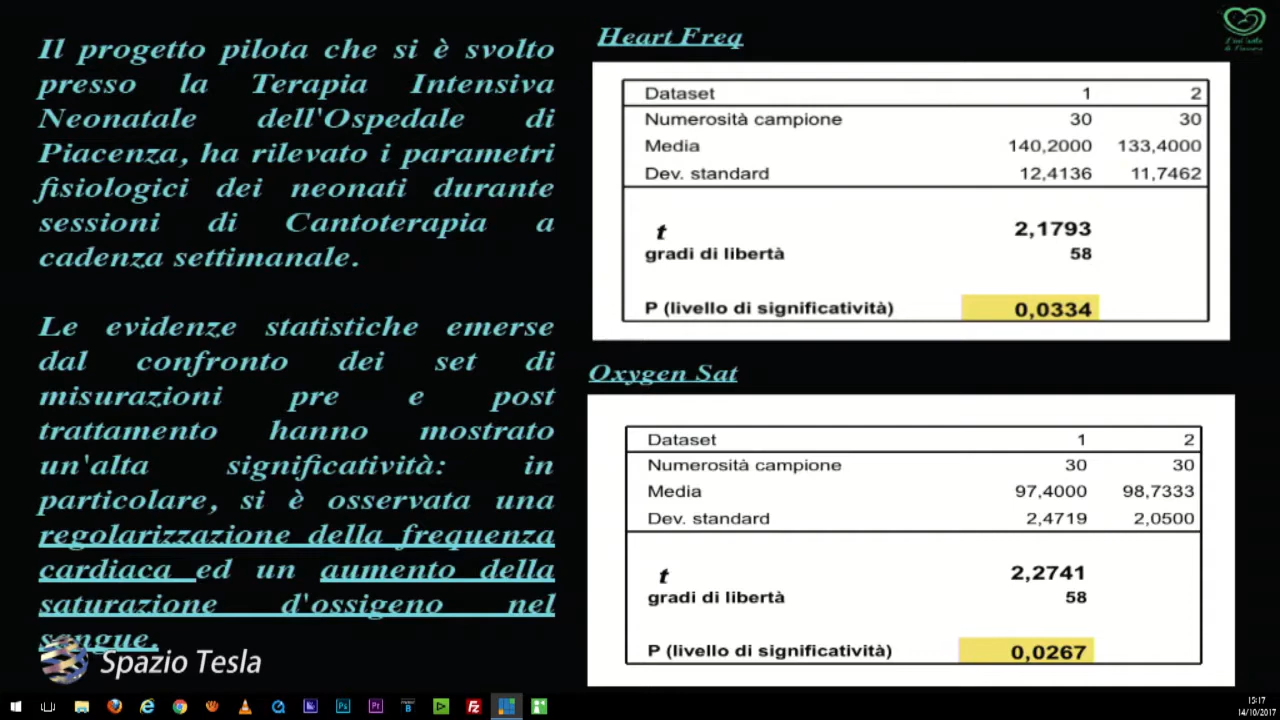 Il progetto pilota che si è svolto
presso la Terapia Intensiva
Neonatale dell'Ospedale di
Piacenza, ha rilevato i parametri
fisiologici dei neonati durante
sessioni di Cantoterapia a
cadenza settimanale.
Le evidenze statistiche emerse
dal confronto dei set di
misurazioni pre e post
trattamento hanno mostrato
un'alta significatività: in
particolare, si è osservata una
regolarizzazione della frequenza
cardiaca ed un aumento della
saturazione d'ossigeno nel
sangue.
Spazio Tesla
Heart Freq
Dataset 1 2
Numerosità campione 30 30
Media 140,2000 133,4000
Dev. standard 12,4136 11,7462
t 2,1793
gradi di libertà 58
P (livello di significatività) 0,0334
Oxygen Sat
Dataset 1 2
Numerosità campione 30 30
Media 97,4000 98,7333
Dev. standard 2,4719 2,0500
t 2,2741
gradi di libertà 58
P (livello di significatività) 0,0267
15:17
14/10/2017